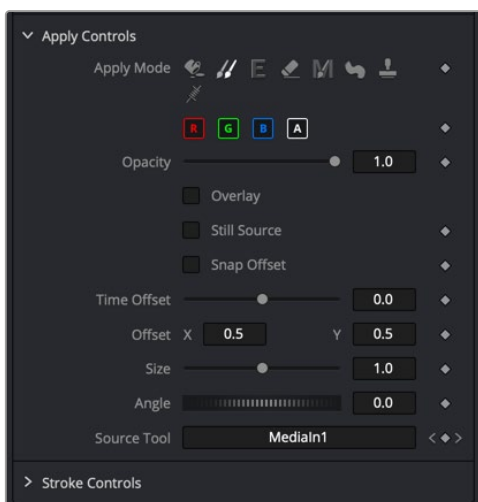 Apply Controls
Apply Mode E M
R G B A
Opacity 1.0
Overlay
Still Source
Snap Offset
Time Offset 0.0
Offset X 0.5 Y 0.5
Size 1.0
Angle 0.0
Source Tool MediaIn1
Stroke Controls